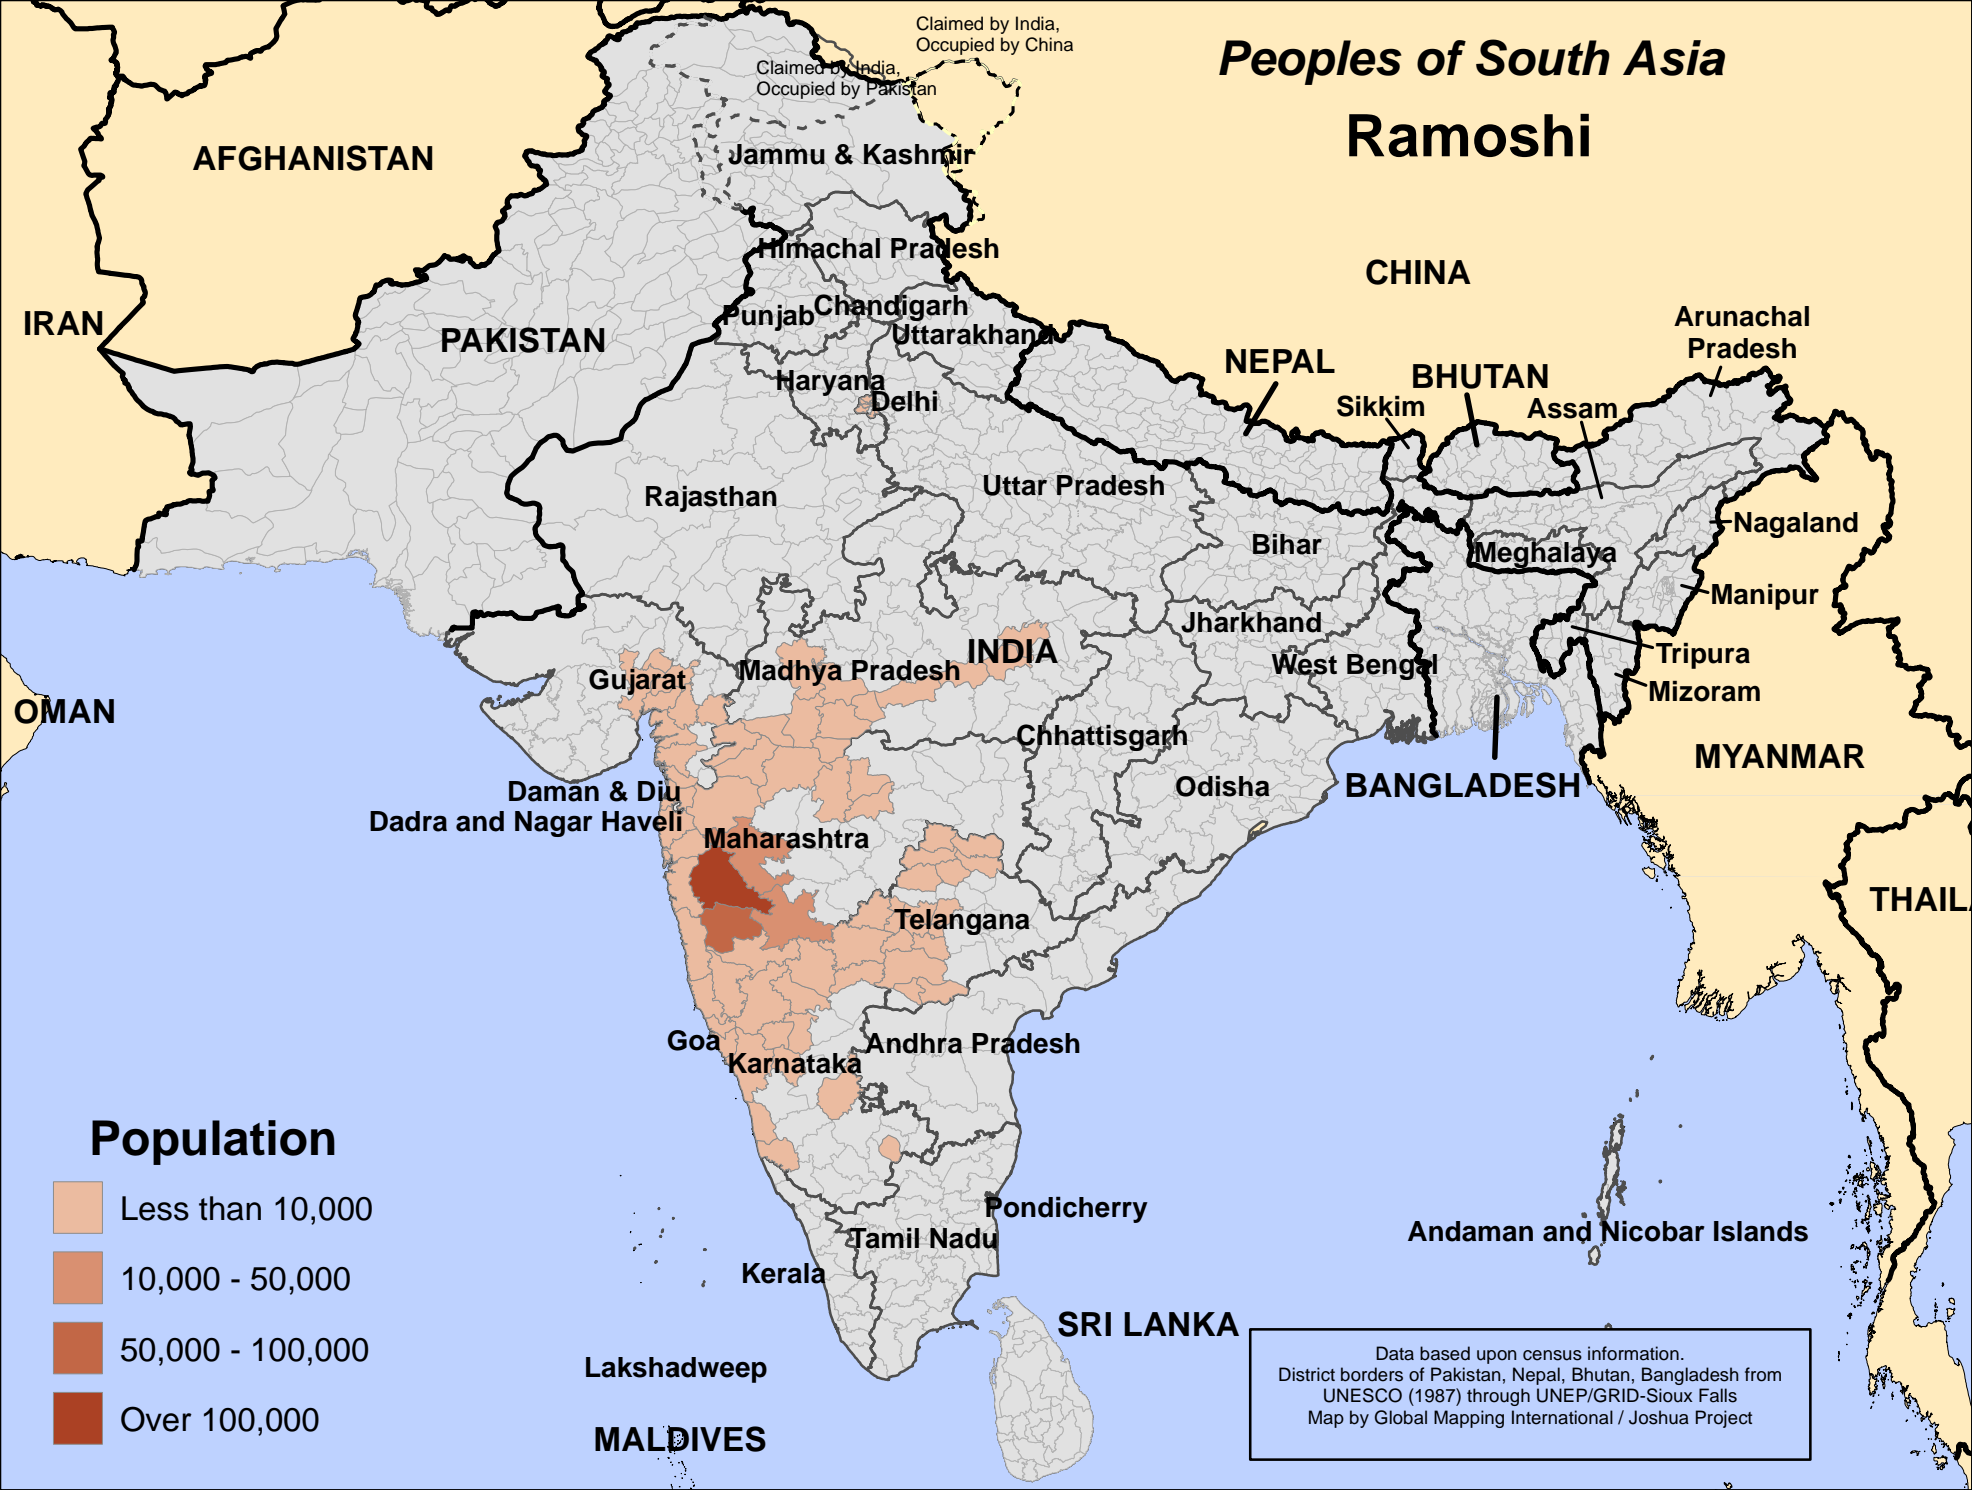 Claimed by India,
Occupied by China
Peoples of South Asia
Ramoshi
Claimed by India,
Occupied by Pakistan
AFGHANISTAN
Jammu & Kashmir
Himachal Pradesh
CHINA
IRAN
PAKISTAN
Punjab
Chandigarh
Uttarakhand
Arunachal
Pradesh
NEPAL
BHUTAN
Haryana
Delhi
Sikkim
Assam
Rajasthan
Uttar Pradesh
Nagaland
Bihar
Meghalaya
Manipur
Jharkhand
INDIA
Tripura
Gujarat
Madhya Pradesh
West Bengal
Mizoram
OMAN
Chhattisgarh
MYANMAR
Odisha
BANGLADESH
Daman & Diu
Dadra and Nagar Haveli
Maharashtra
THAIL
Telangana
Goa
Karnataka
Andhra Pradesh
Population
Less than 10,000
10,000 - 50,000
50,000 - 100,000
Over 100,000
Pondicherry
Tamil Nadu
Andaman and Nicobar Islands
Kerala
SRI LANKA
Lakshadweep
MALDIVES
Data based upon census information.
District borders of Pakistan, Nepal, Bhutan, Bangladesh from
UNESCO (1987) through UNEP/GRID-Sioux Falls
Map by Global Mapping International / Joshua Project